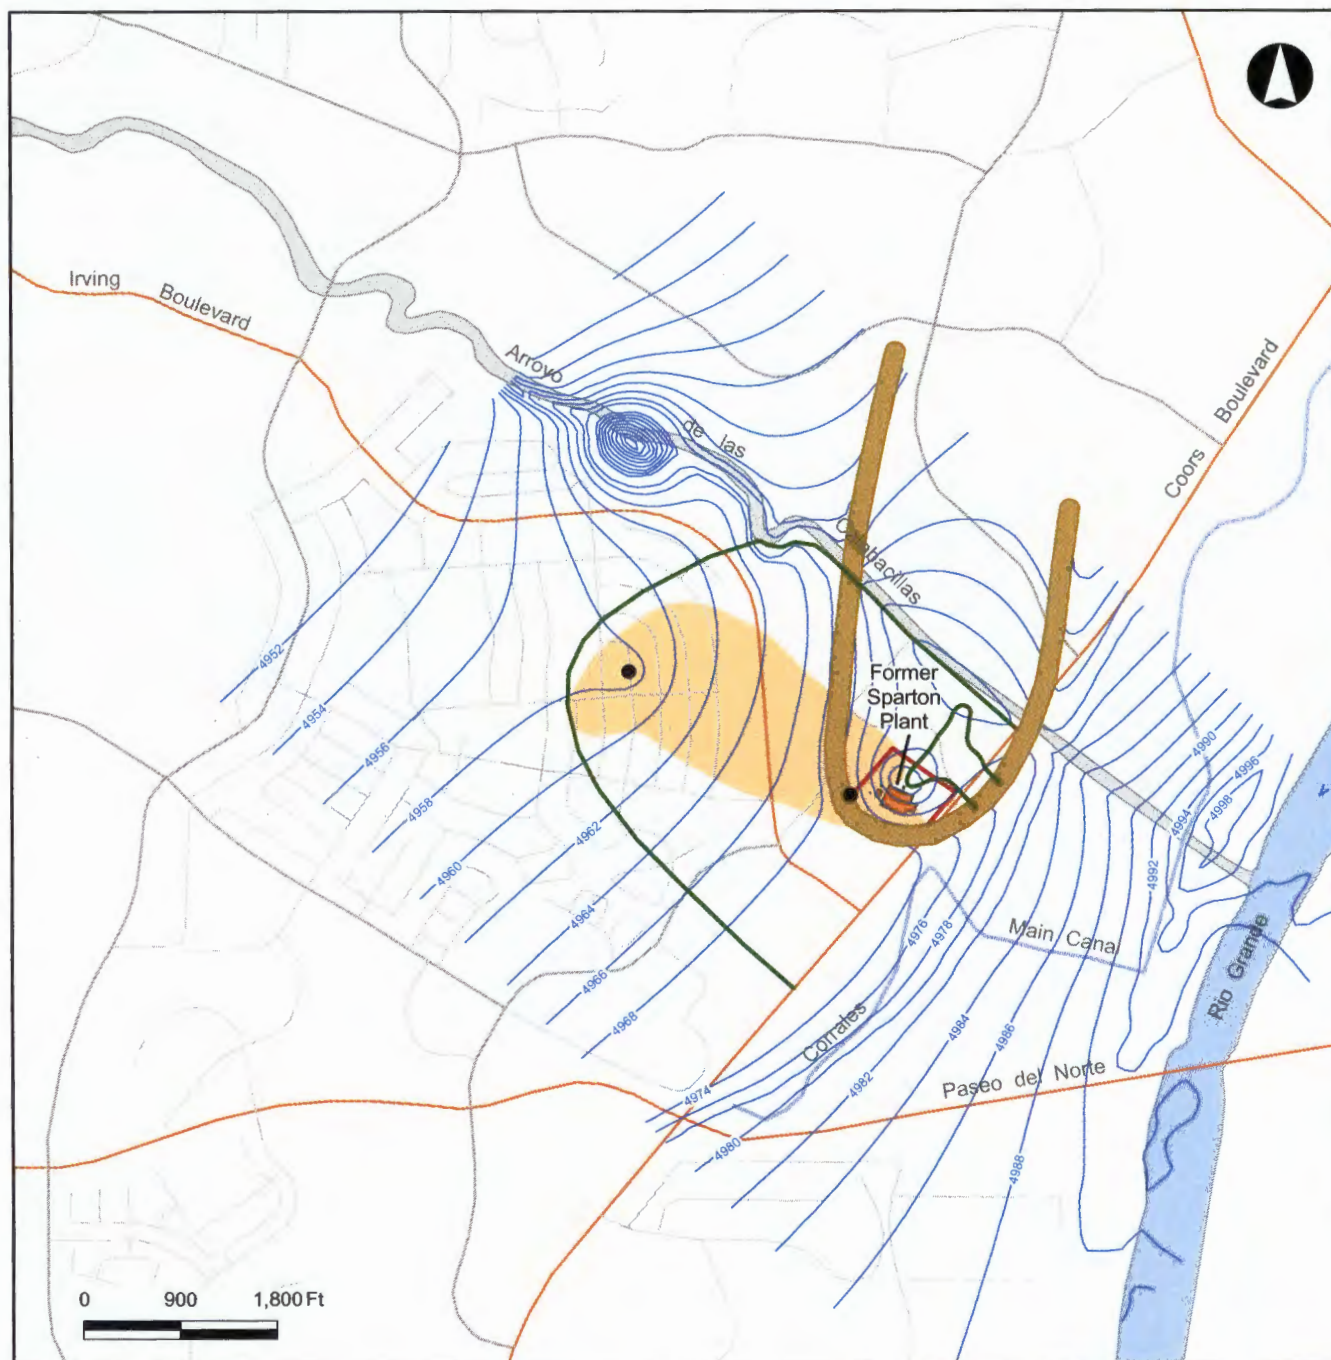 Irving
Boulevard
Arroyo
de las
Calabacillas
Boulevard
Coors
Former
Sparton
Plant
4952
4954
4956
4958
4960
4962
4964
4966
4968
4974
4976
4978
4980
4982
4984
4986
4988
4990
4992
4994
4996
4998
Main Canal
Corrales
Paseo del Norte
Rio Grande
0 900 1,800 Ft